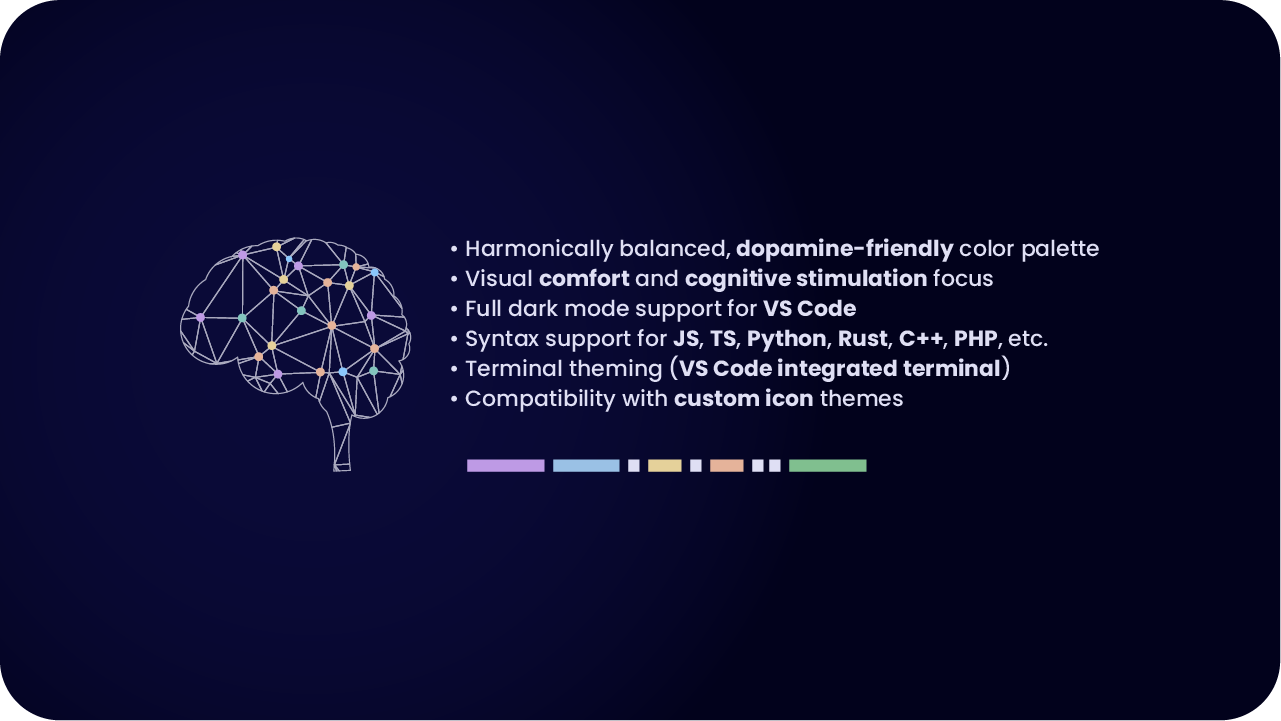 • Harmonically balanced, dopamine-friendly color palette
• Visual comfort and cognitive stimulation focus
• Full dark mode support for VS Code
• Syntax support for JS, TS, Python, Rust, C++, PHP, etc.
• Terminal theming (VS Code integrated terminal)
• Compatibility with custom icon themes